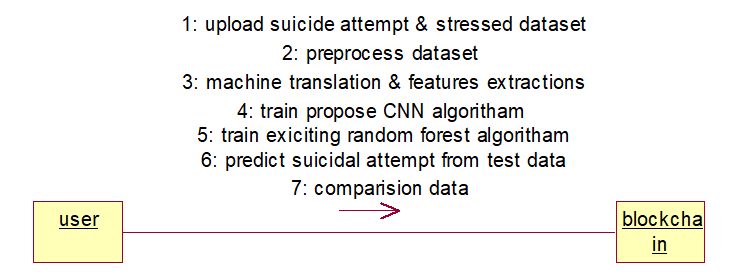 1: upload suicide attempt & stressed dataset
2: preprocess dataset
3: machine translation & features extractions
4: train propose CNN algoritham
5: train exiciting random forest algoritham
6: predict suicidal attempt from test data
7: comparision data
user
blockcha
in